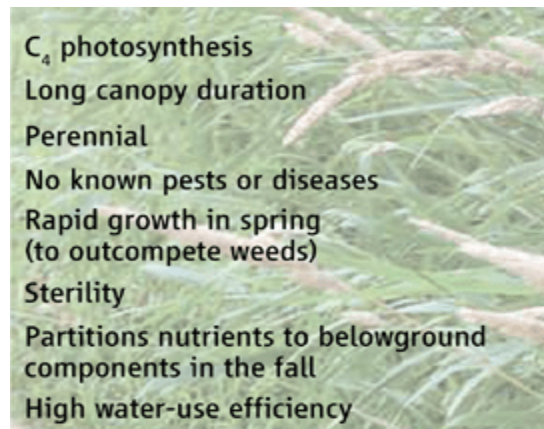 C₄ photosynthesis
Long canopy duration
Perennial
No known pests or diseases
Rapid growth in spring
(to outcompete weeds)
Sterility
Partitions nutrients to belowground
components in the fall
High water-use efficiency